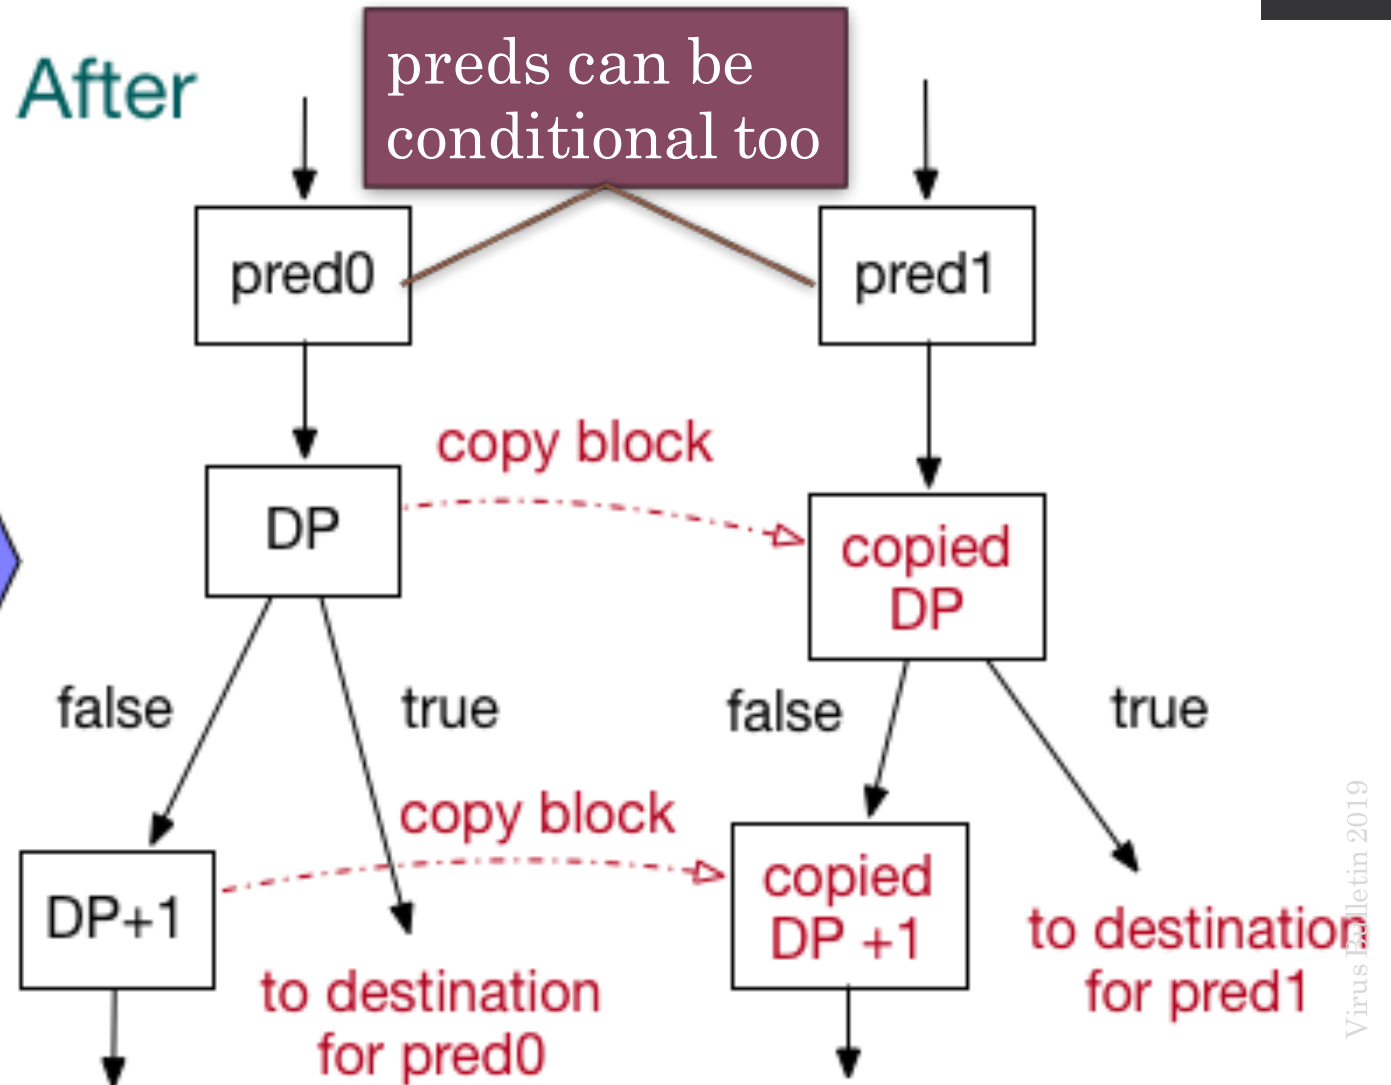 After
preds can be
conditional too
pred0
pred1
copy block
DP
copied
DP
false
true
false
true
copy block
DP+1
copied
DP +1
to destination
for pred0
to destination
for pred1
Virus Bulletin 2019